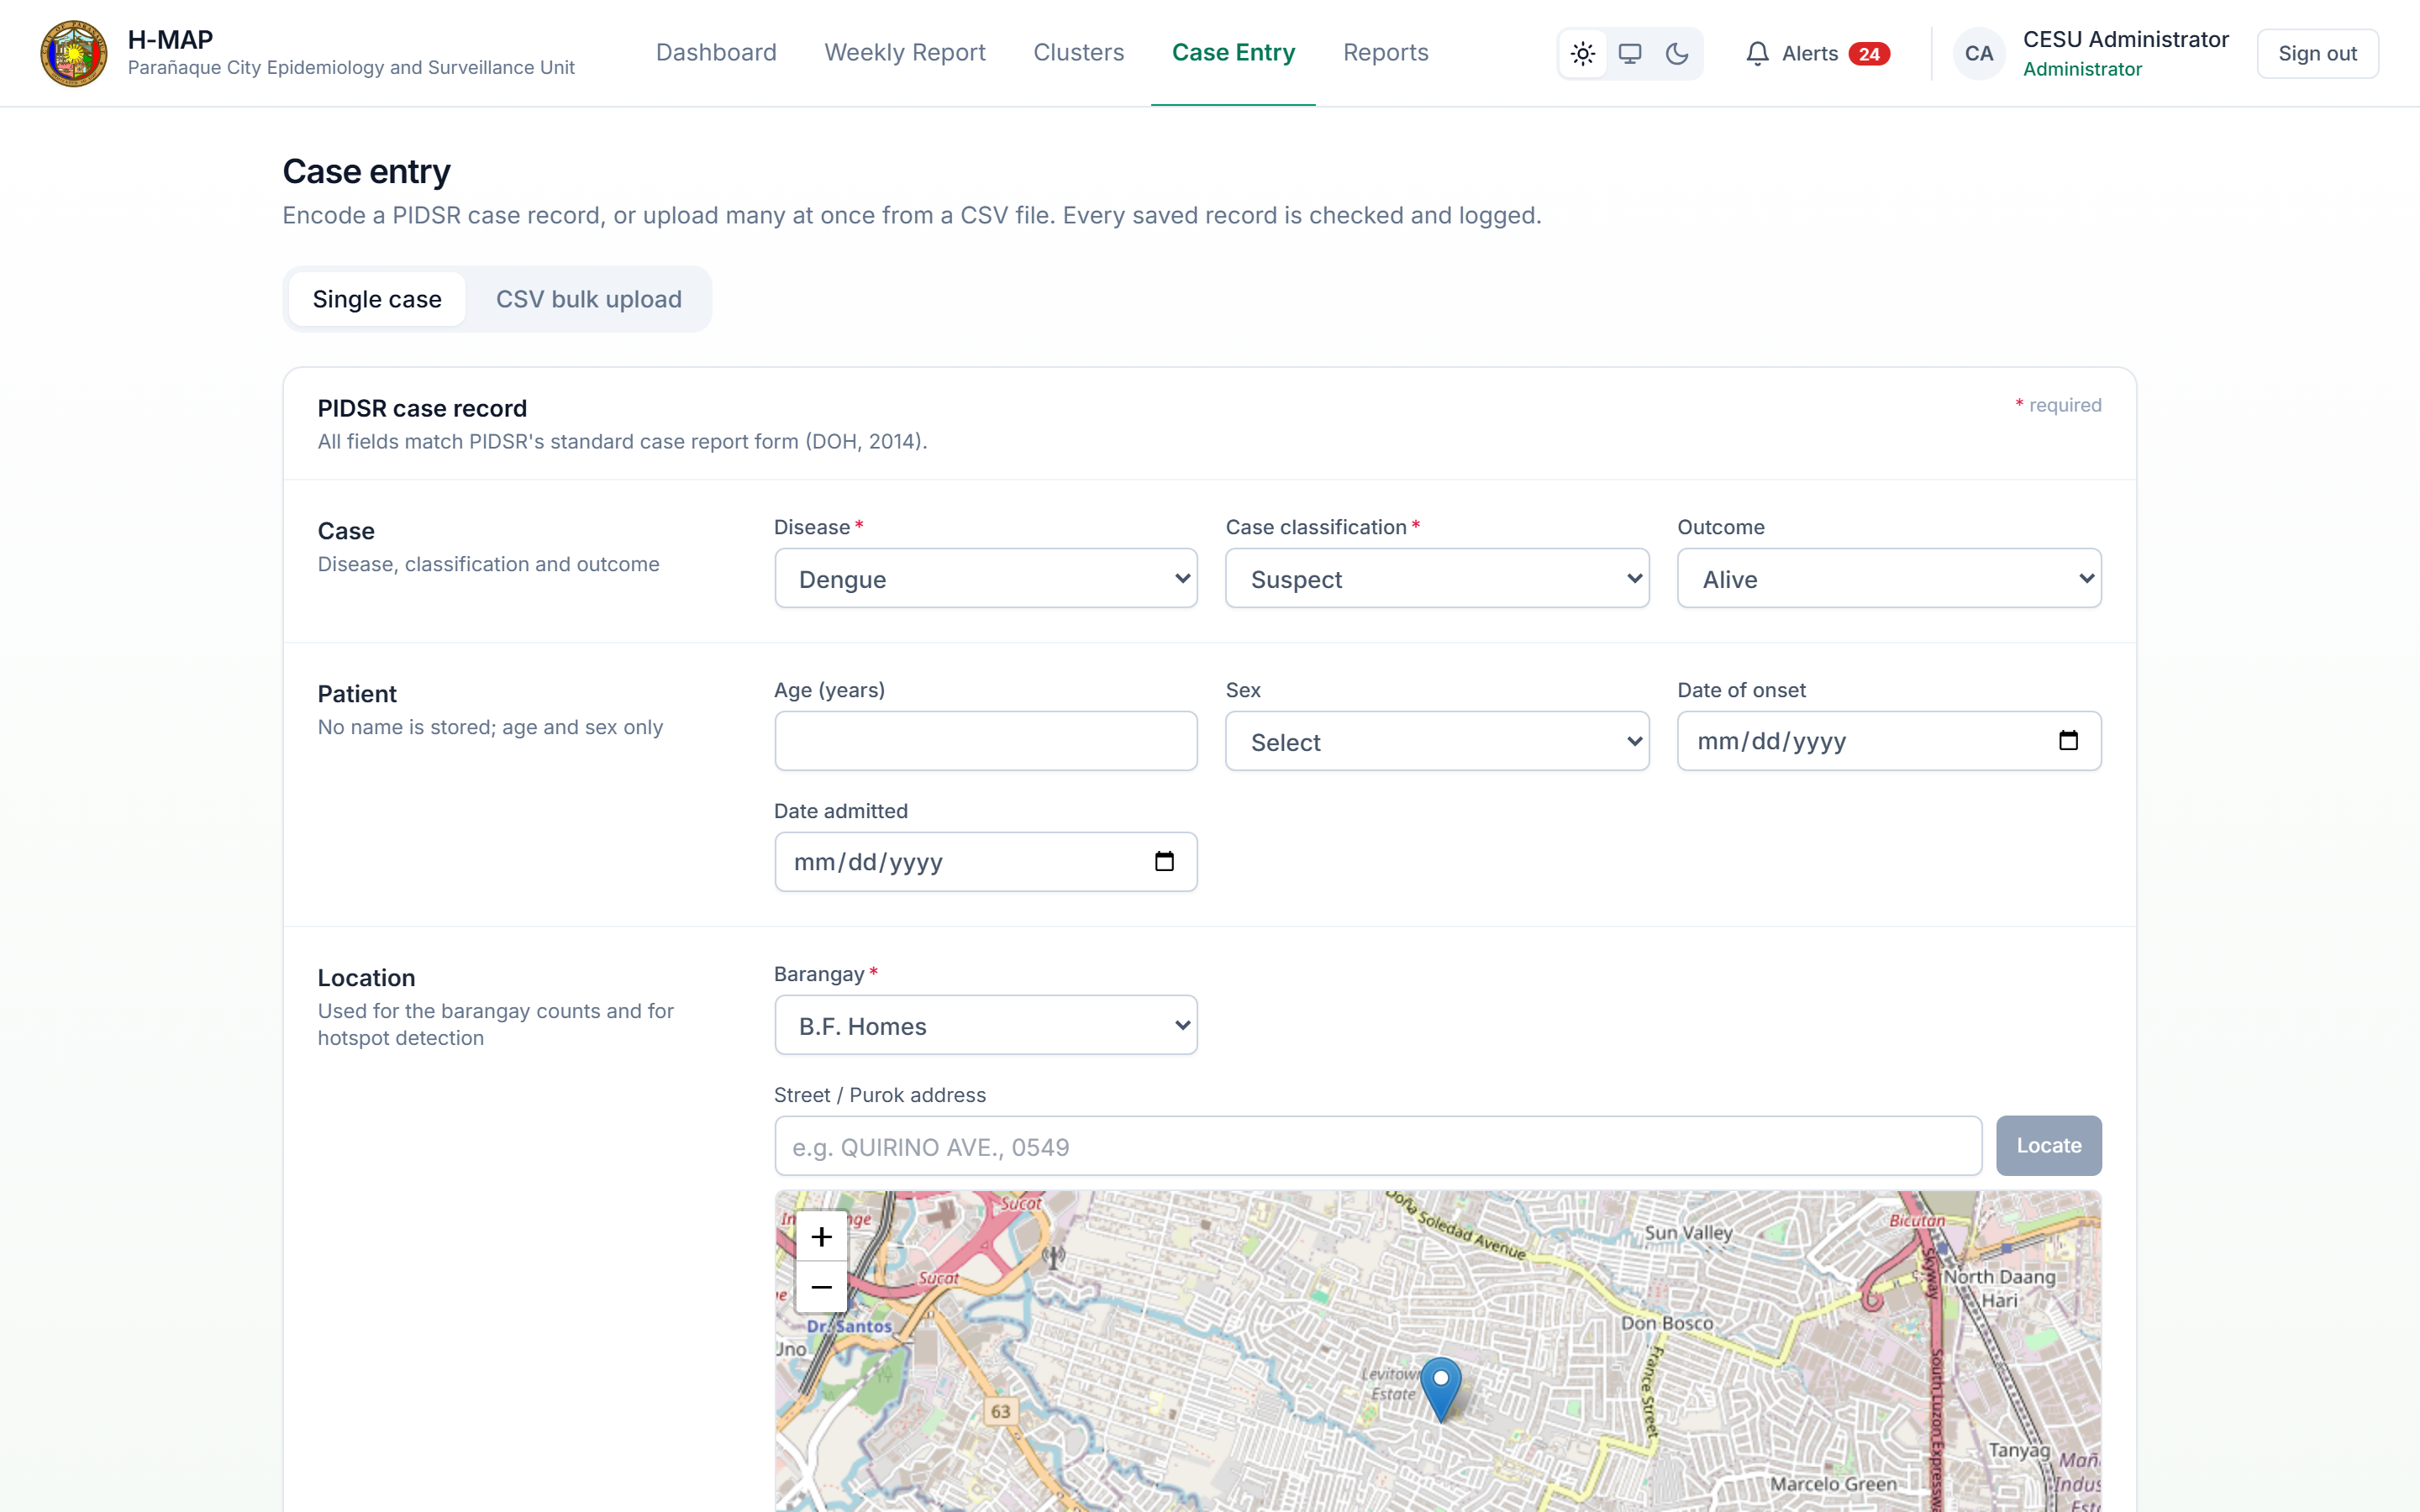 H-MAP
Parañaque City Epidemiology and Surveillance Unit
Dashboard
Weekly Report
Clusters
Case Entry
Reports
Alerts 24
CA
CESU Administrator
Administrator
Sign out
Case entry
Encode a PIDSR case record, or upload many at once from a CSV file. Every saved record is checked and logged.
Single case
CSV bulk upload
PIDSR case record
* required
All fields match PIDSR's standard case report form (DOH, 2014).
Case
Disease, classification and outcome
Disease *
Dengue
Case classification *
Suspect
Outcome
Alive
Patient
No name is stored; age and sex only
Age (years)
Sex
Select
Date of onset
mm/dd/yyyy
Date admitted
mm/dd/yyyy
Location
Used for the barangay counts and for
hotspot detection
Barangay *
B.F. Homes
Street / Purok address
e.g. QUIRINO AVE., 0549
Locate
+
−
Sucat
Sucat
Dr. Santos
Uno
63
Doña Soledad Avenue
Sun Valley
Bicutan
Skyway
North Daang
Hari
Don Bosco
France Street
Levitown
Estate
South Luzon Expressway
Tanyag
Marcelo Green